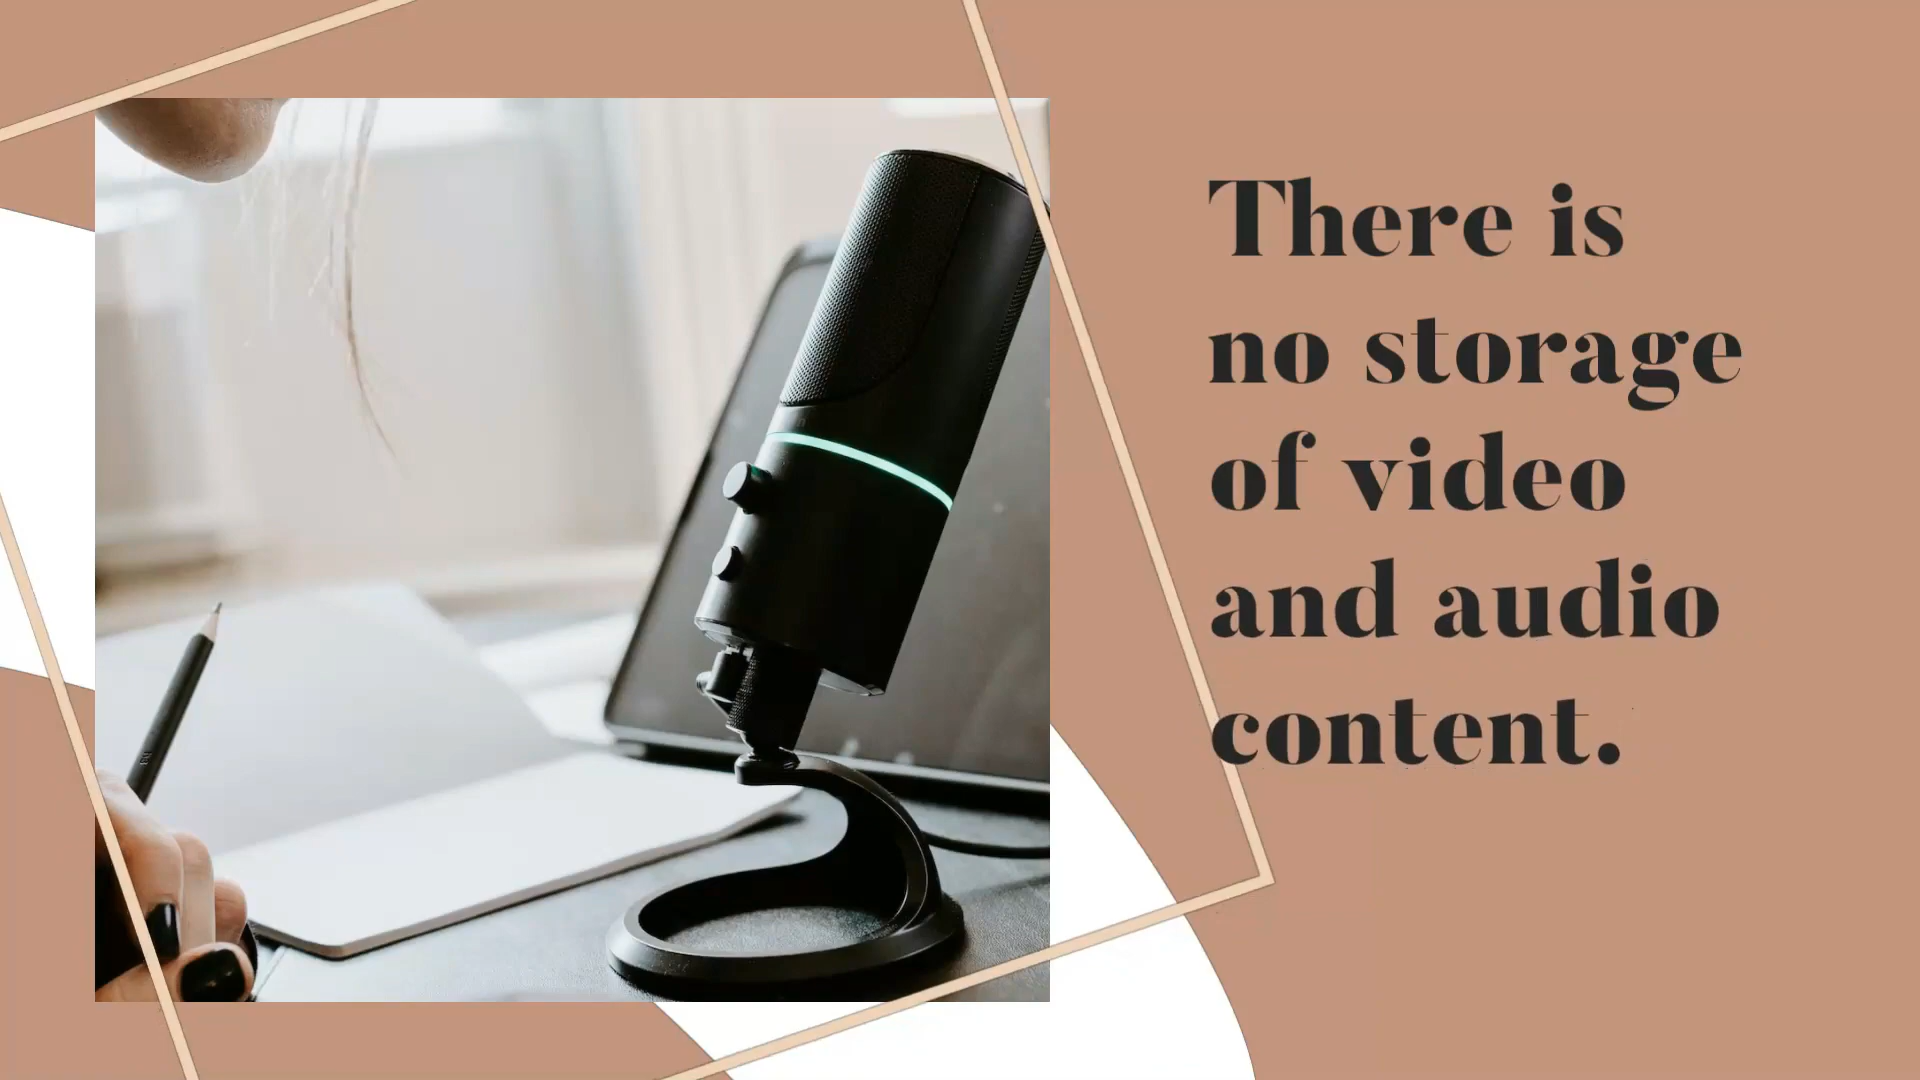 There is
no storage
of video
and audio
content.